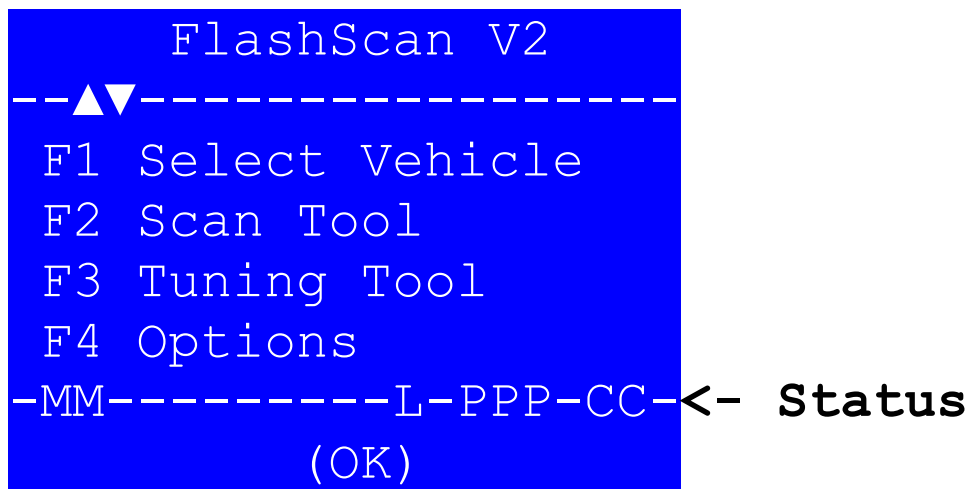 FlashScan V2
--▲▼-----------------
F1 Select Vehicle
F2 Scan Tool
F3 Tuning Tool
F4 Options
-MM---------L-PPP-CC-<- Status
(OK)